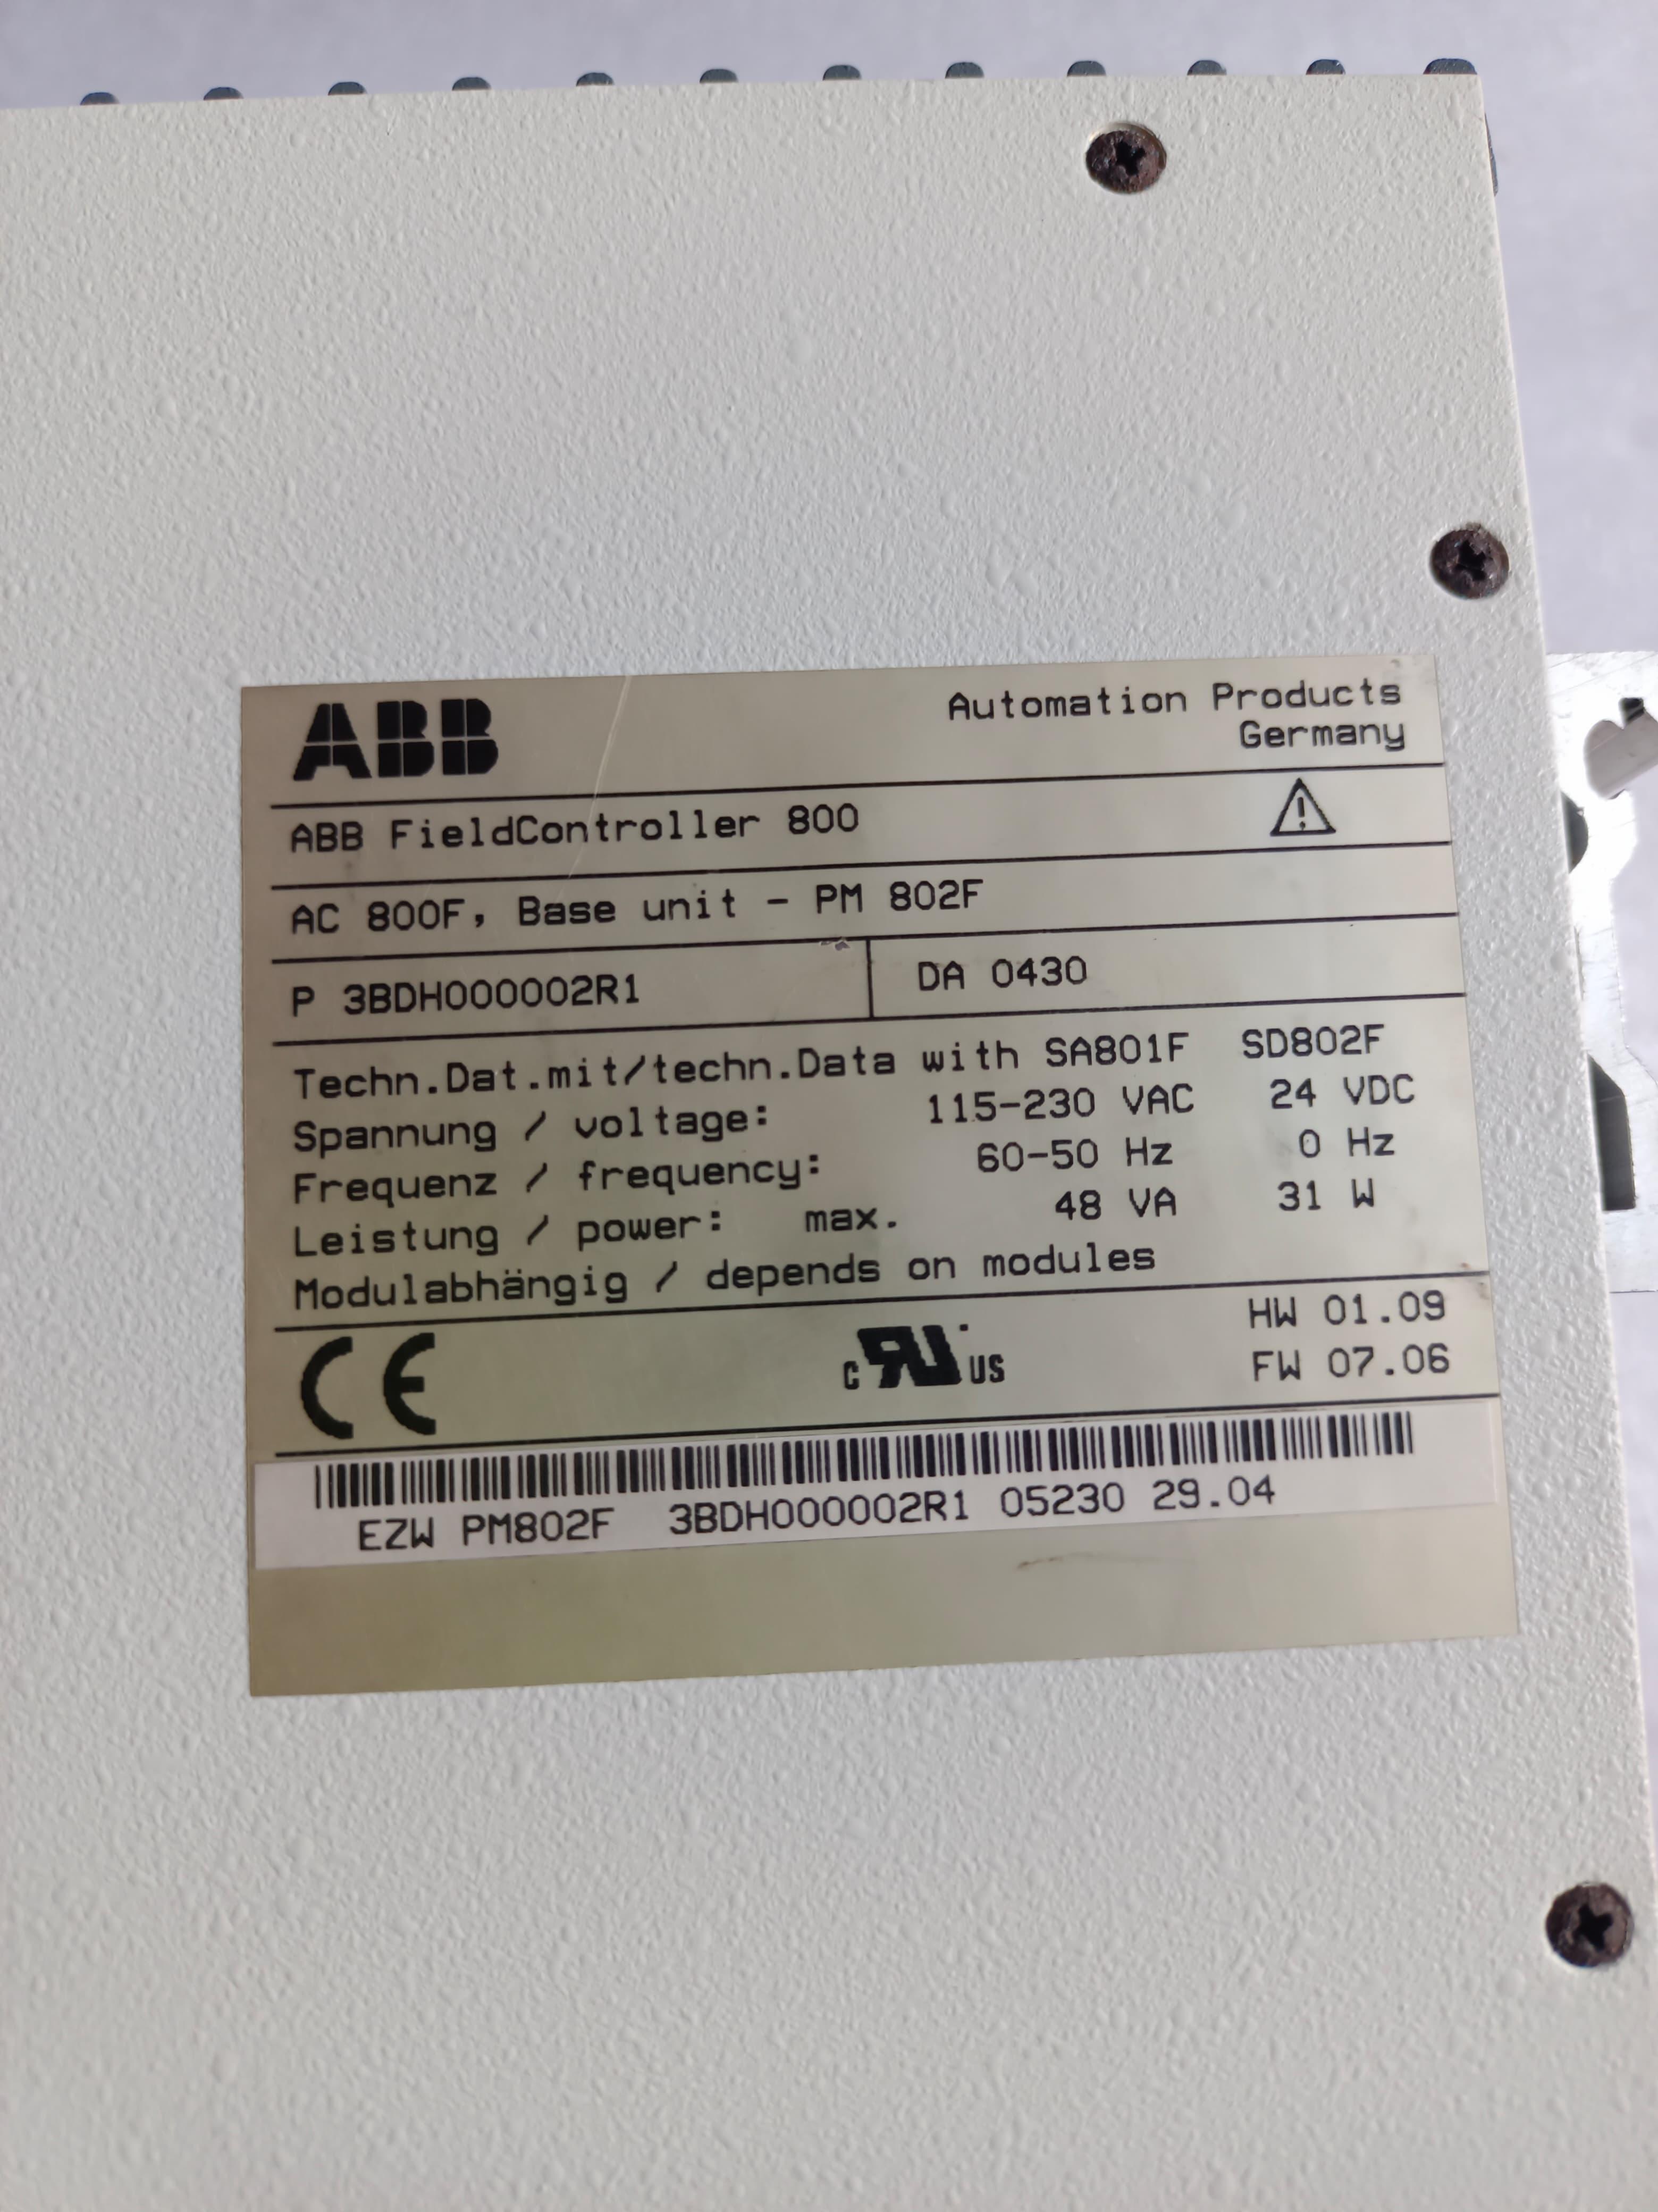 ABB
Automation Products
Germany
ABB FieldController 800
AC 800F, Base unit - PM 802F
P 3BDH000002R1 DA 0430
Techn.Dat.mit/techn.Data with SA801F SD802F
Spannung / voltage: 115-230 VAC 24 VDC
Frequenz / frequency: 60-50 Hz 0 Hz
Leistung / power: max. 48 VA 31 W
Modulabhängig / depends on modules
CE c RU US HW 01.09
FW 07.06
EZW PM802F 3BDH000002R1 05230 29.04